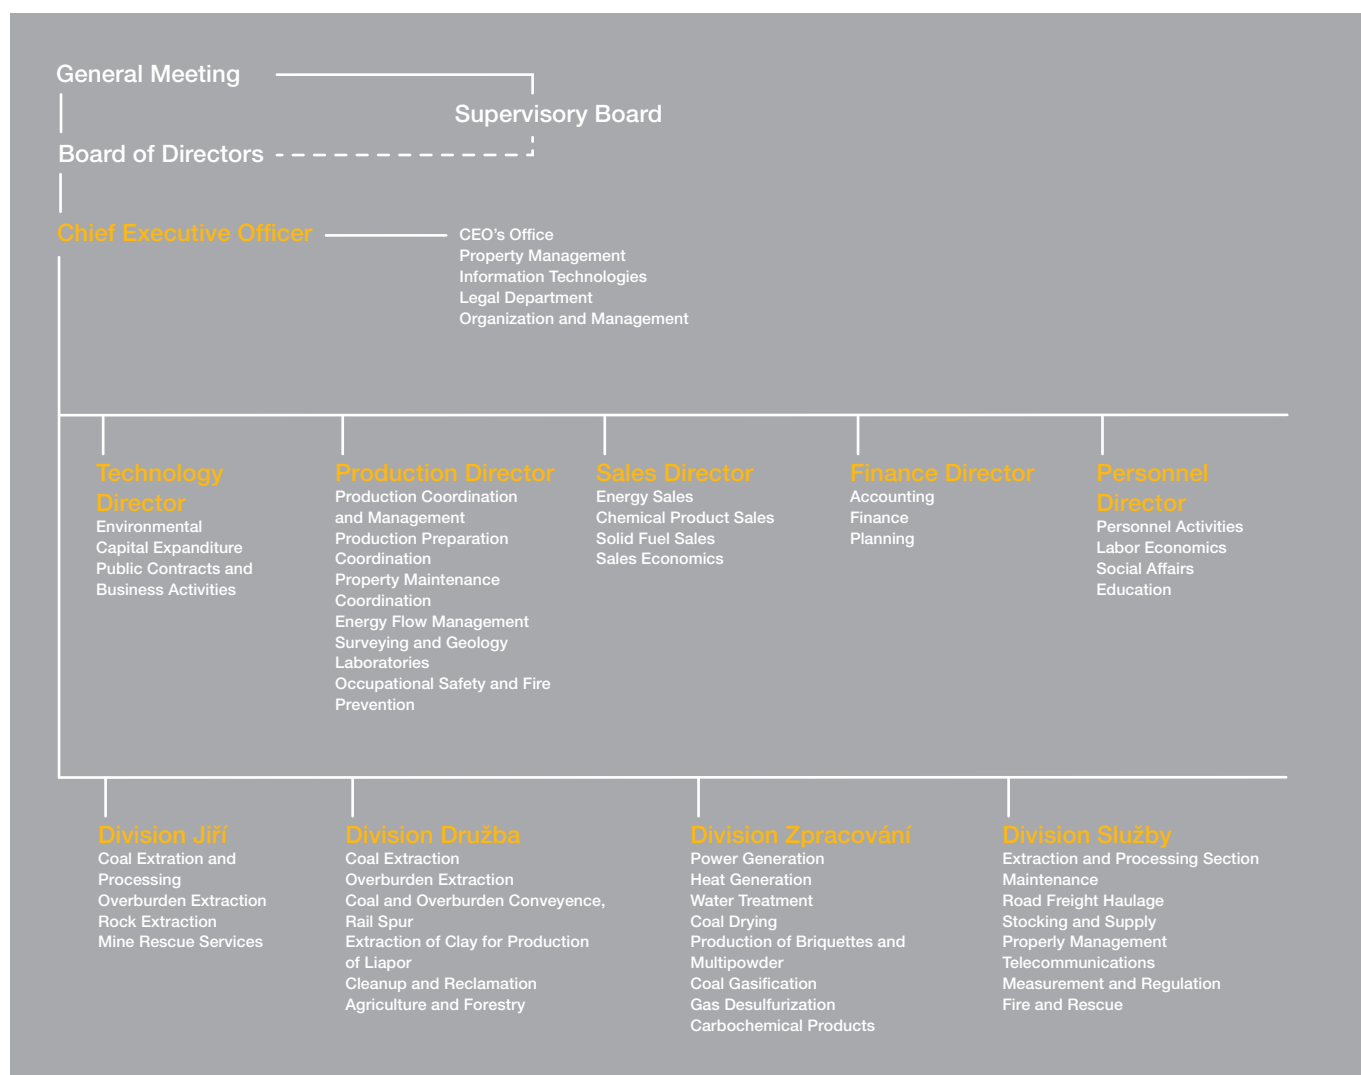 General Meeting
Supervisory Board
Board of Directors
Chief Executive Officer
CEO's Office
Property Management
Information Technologies
Legal Department
Organization and Management
Technology
Director
Environmental
Capital Expenditure
Public Contracts and
Business Activities
Production Director
Production Coordination
and Management
Production Preparation
Coordination
Property Maintenance
Coordination
Energy Flow Management
Surveying and Geology
Laboratories
Occupational Safety and Fire
Prevention
Sales Director
Energy Sales
Chemical Product Sales
Solid Fuel Sales
Sales Economics
Finance Director
Accounting
Finance
Planning
Personnel
Director
Personnel Activities
Labor Economics
Social Affairs
Education
Division Jiří
Coal Extration and
Processing
Overburden Extraction
Rock Extraction
Mine Rescue Services
Division Družba
Coal Extraction
Overburden Extraction
Coal and Overburden Conveyence,
Rail Spur
Extraction of Clay for Production
of Liapor
Cleanup and Reclamation
Agriculture and Forestry
Division Zpracování
Power Generation
Heat Generation
Water Treatment
Coal Drying
Production of Briquettes and
Multipowder
Coal Gasification
Gas Desulfurization
Carbochemical Products
Division Služby
Extraction and Processing Section
Maintenance
Road Freight Haulage
Stocking and Supply
Properly Management
Telecommunications
Measurement and Regulation
Fire and Rescue